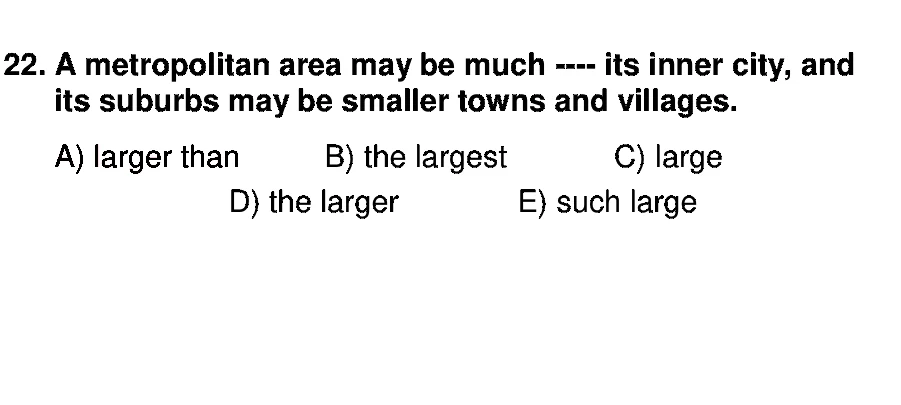 22. A metropolitan area may be much ---- its inner city, and
its suburbs may be smaller towns and villages.
A) larger than B) the largest C) large
D) the larger E) such large